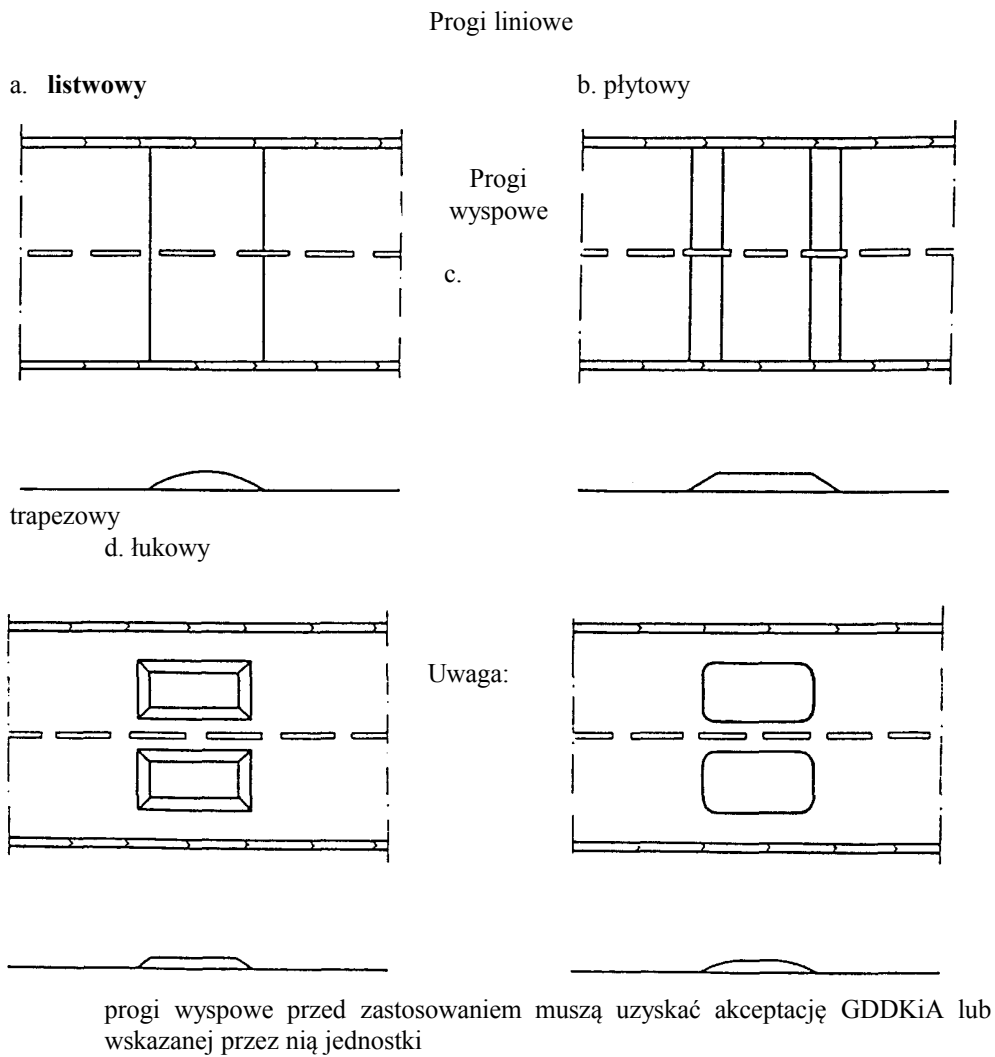 Progi liniowe
a. listwowy
b. płytowy
Progi
wyspowe
c.
trapezowy
d. łukowy
Uwaga:
progi wyspowe przed zastosowaniem muszą uzyskać akceptację GDDKiA lub
wskazanej przez nią jednostki